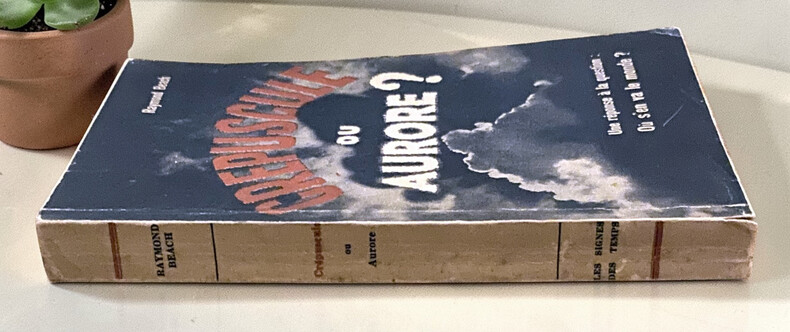 Raymond Beach
CRÉPUSCULE
OU
AURORE?
Une réponse à la question :
Où s'en va le monde ?
RAYMOND
BEACH
Crépuscule
ou
Aurore
LES SIGNES
DES TEMPS